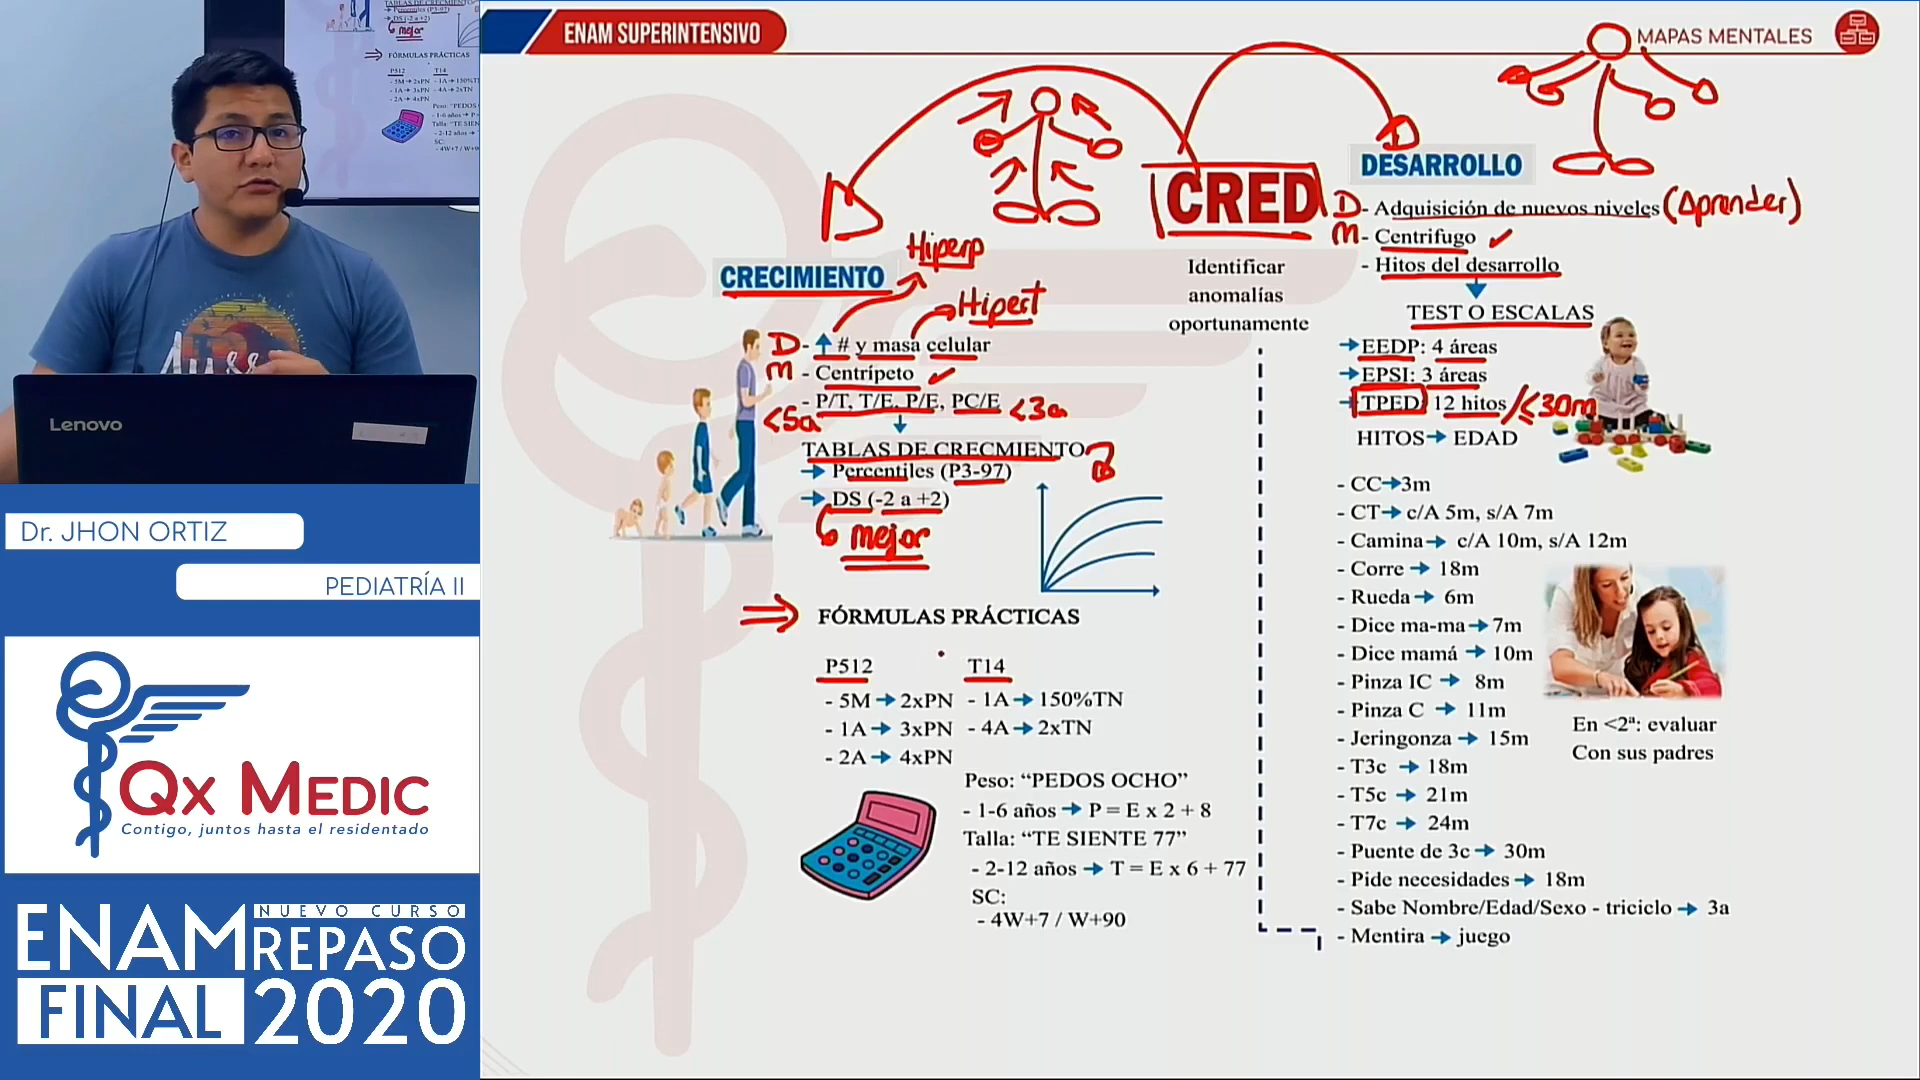 ENAM SUPERINTENSIVO
MAPAS MENTALES
CRED
Identificar
anomalías
oportunamente
CRECIMIENTO
Hiperp
Hipert
D - # y masa celular
M - Centrípeto
- P/T, T/E, P/E, PC/E <3a
<5a
TABLAS DE CRECMIENTO
Percentiles (P3-97)
DS (-2 a +2)
mejor
FÓRMULAS PRÁCTICAS
P512
- 5M 2xPN
- 1A 3xPN
- 2A 4xPN
T14
- 1A 150%TN
- 4A 2xTN
Peso: “PEDOS OCHO”
- 1-6 años P = E x 2 + 8
Talla: “TE SIENTE 77”
- 2-12 años T = E x 6 + 77
SC:
- 4W+7 / W+90
D
DESARROLLO
D - Adquisición de nuevos niveles (Aprender)
M - Centrifugo
- Hitos del desarrollo
TEST O ESCALAS
EEDP: 4 áreas
EPSI: 3 áreas
TPED: 12 hitos /≤30m
HITOS EDAD
- CC 3m
- CT c/A 5m, s/A 7m
- Camina c/A 10m, s/A 12m
- Corre 18m
- Rueda 6m
- Dice ma-ma 7m
- Dice mamá 10m
- Pinza IC 8m
- Pinza C 11m
- Jeringonza 15m
- T3c 18m
- T5c 21m
- T7c 24m
- Puente de 3c 30m
- Pide necesidades 18m
- Sabe Nombre/Edad/Sexo - triciclo 3a
- Mentira juego
En <2ª: evaluar
Con sus padres
Lenovo
Dr. JHON ORTIZ
PEDIATRÍA II
QX MEDIC
Contigo, juntos hasta el residentado
NUEVO CURSO
ENAM REPASO
FINAL 2020